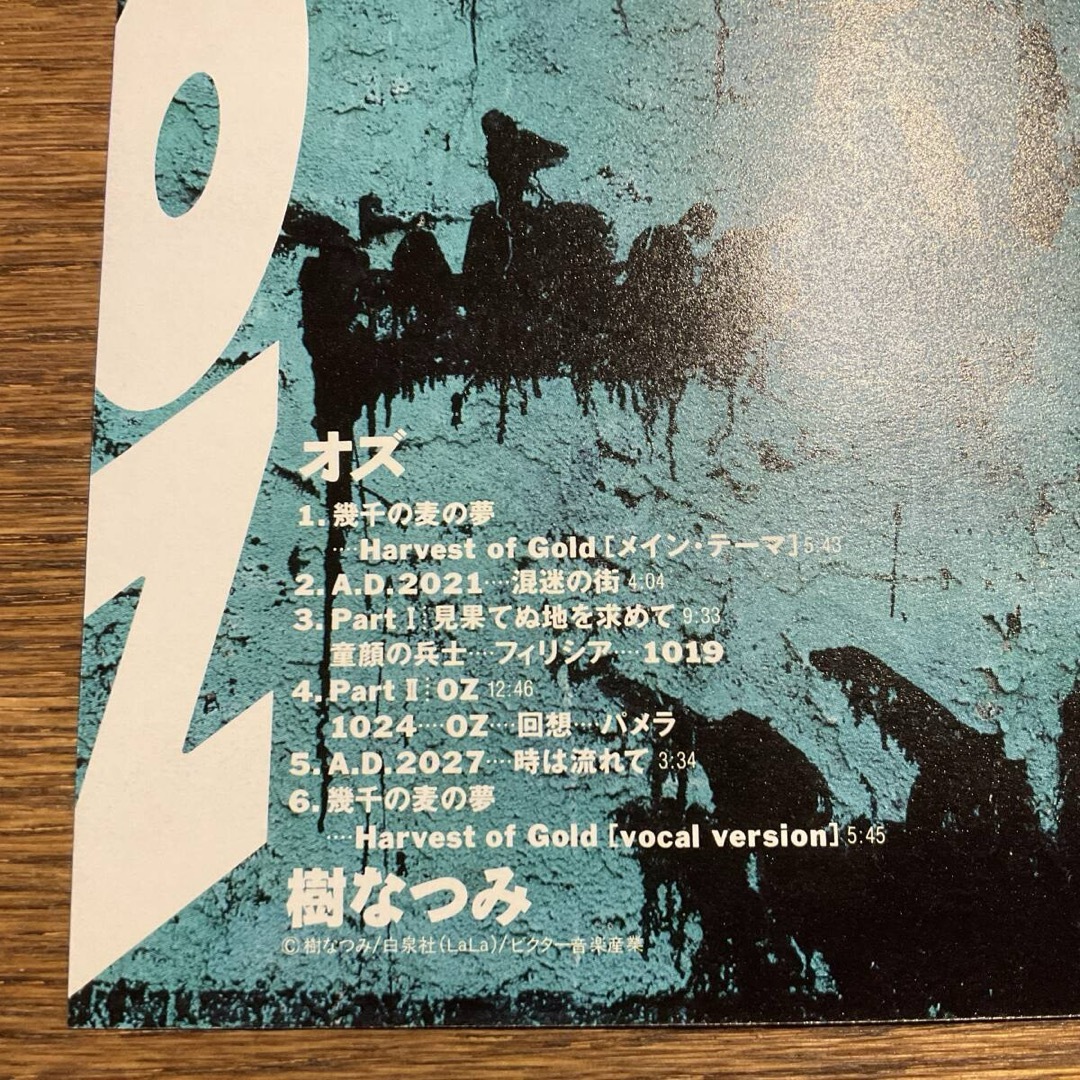 OZ
オズ
1.幾千の麦の夢
…Harvest of Gold[メイン・テーマ]5:43
2.A.D.2021…混迷の街 4:04
3.Part Ⅰ:見果てぬ地を求めて 9:33
童顔の兵士…フィリシア…1019
4.Part Ⅱ:OZ 12:46
1024…OZ…回想…パメラ
5.A.D.2027…時は流れて 3:34
6.幾千の麦の夢
…Harvest of Gold[vocal version]5:45
樹なつみ
©樹なつみ/白泉社(LaLa)/ビクター音楽産業